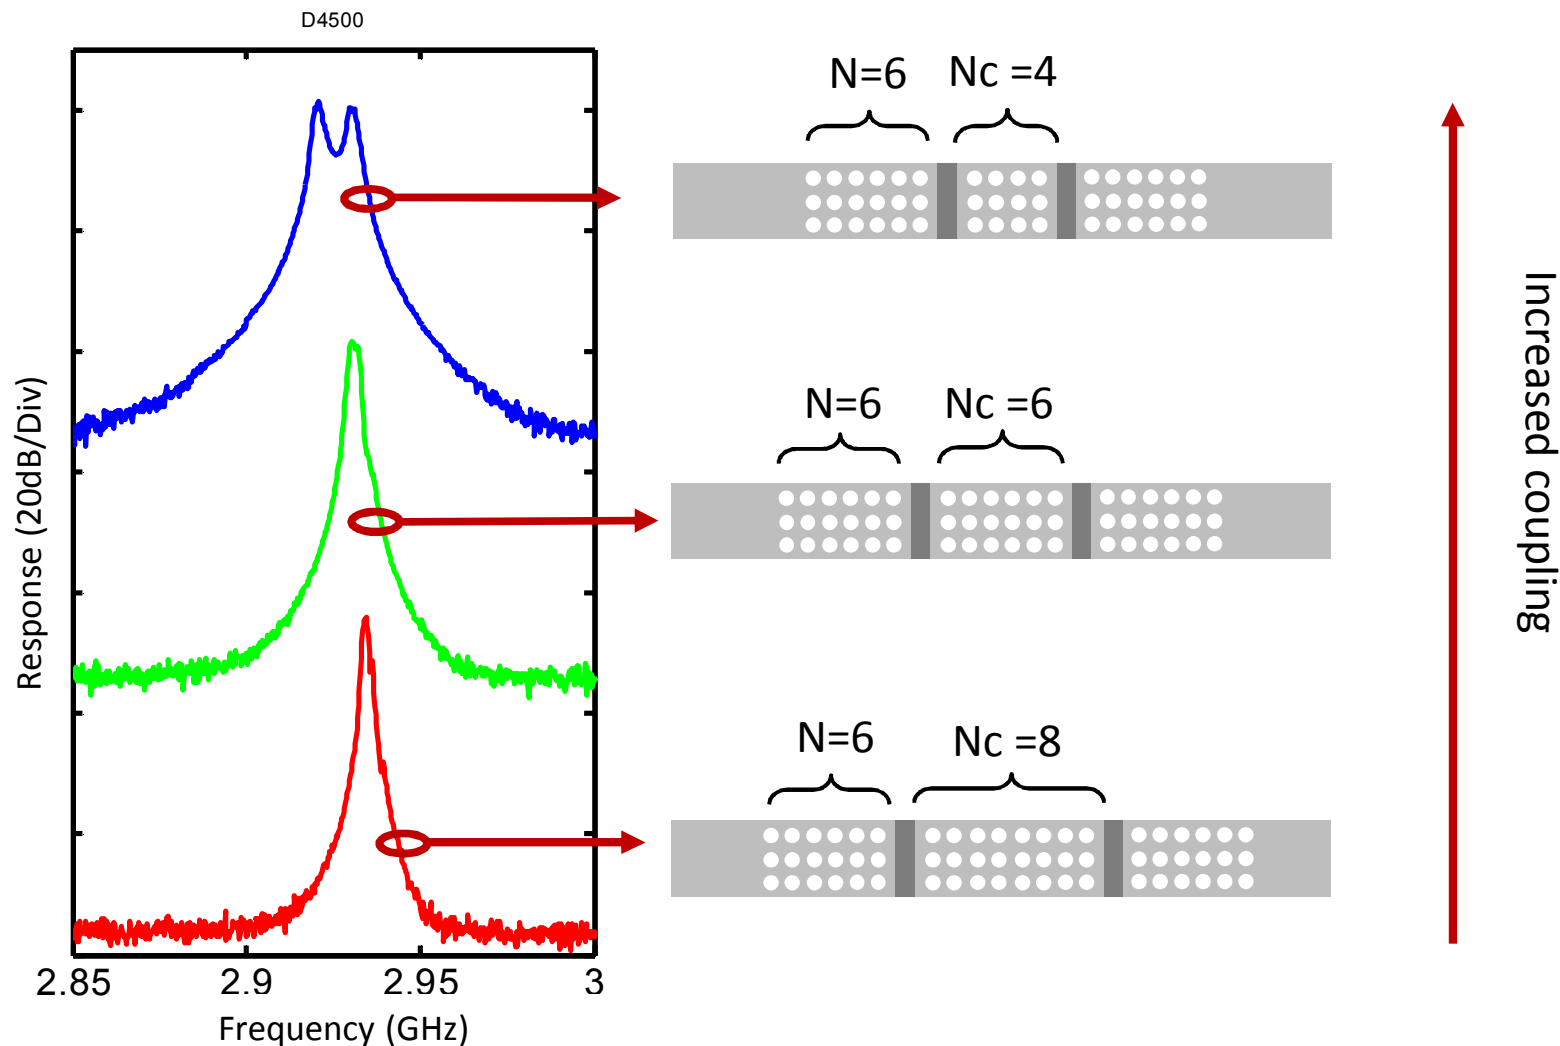 D4500
Response (20dB/Div)
2.85
2.9
2.95
3
Frequency (GHz)
N=6
Nc =4
N=6
Nc =6
N=6
Nc =8
Increased coupling